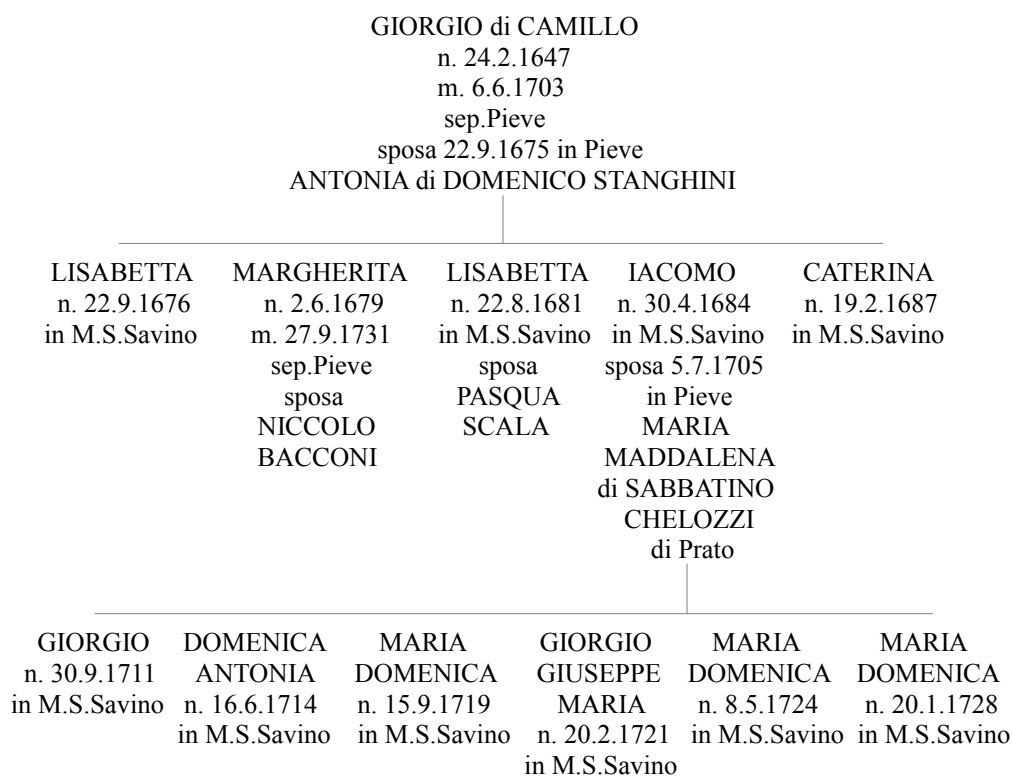 GIORGIO di CAMILLO
n. 24.2.1647
m. 6.6.1703
sep.Pieve
sposa 22.9.1675 in Pieve
ANTONIA di DOMENICO STANGHINI
LISABETTA
n. 22.9.1676
in M.S.Savino
MARGHERITA
n. 2.6.1679
m. 27.9.1731
sep.Pieve
sposa
NICCOLO
BACCONI
LISABETTA
n. 22.8.1681
in M.S.Savino
sposa
PASQUA
SCALA
IACOMO
n. 30.4.1684
in M.S.Savino
sposa 5.7.1705
in Pieve
MARIA
MADDALENA
di SABBATINO
CHELOZZI
di Prato
CATERINA
n. 19.2.1687
in M.S.Savino
GIORGIO
n. 30.9.1711
in M.S.Savino
DOMENICA
ANTONIA
n. 16.6.1714
in M.S.Savino
MARIA
DOMENICA
n. 15.9.1719
in M.S.Savino
GIORGIO
GIUSEPPE
MARIA
n. 20.2.1721
in M.S.Savino
MARIA
DOMENICA
n. 8.5.1724
in M.S.Savino
MARIA
DOMENICA
n. 20.1.1728
in M.S.Savino